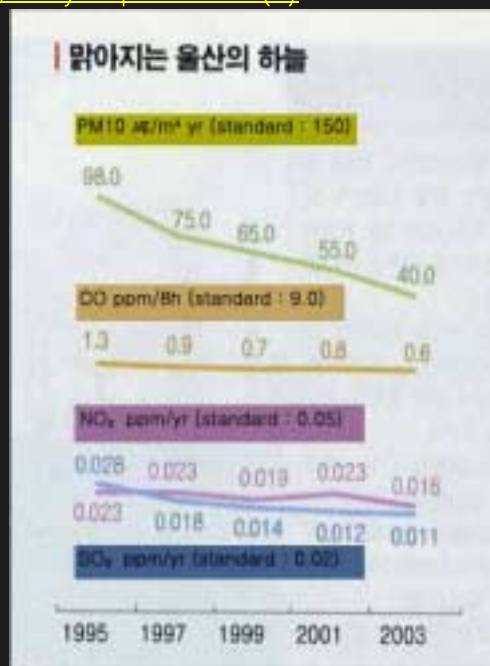 맑아지는 울산의 하늘
PM10 ㎍/m³ yr (standard : 150)
98.0 75.0 65.0 55.0 40.0
CO ppm/8h (standard : 9.0)
1.3 0.9 0.7 0.8 0.6
NO₂ ppm/yr (standard : 0.05)
0.028 0.023 0.019 0.023 0.016
0.023 0.018 0.014 0.012 0.011
SO₂ ppm/yr (standard : 0.02)
1995 1997 1999 2001 2003